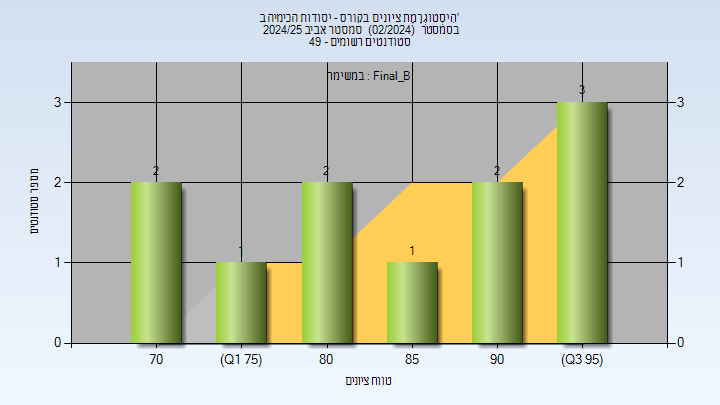 היסטוגרמת ציונים בקורס - יסודות הכימיה ב'
בסמסטר (02/2024) סמסטר אביב 2024/25
סטודנטים רשומים - 49
במשימה : Final_B
3
2
1
0
3
2
1
0
2
1
2
1
2
3
מספר סטודנטים
70
(Q1 75)
80
85
90
(Q3 95)
טווח ציונים